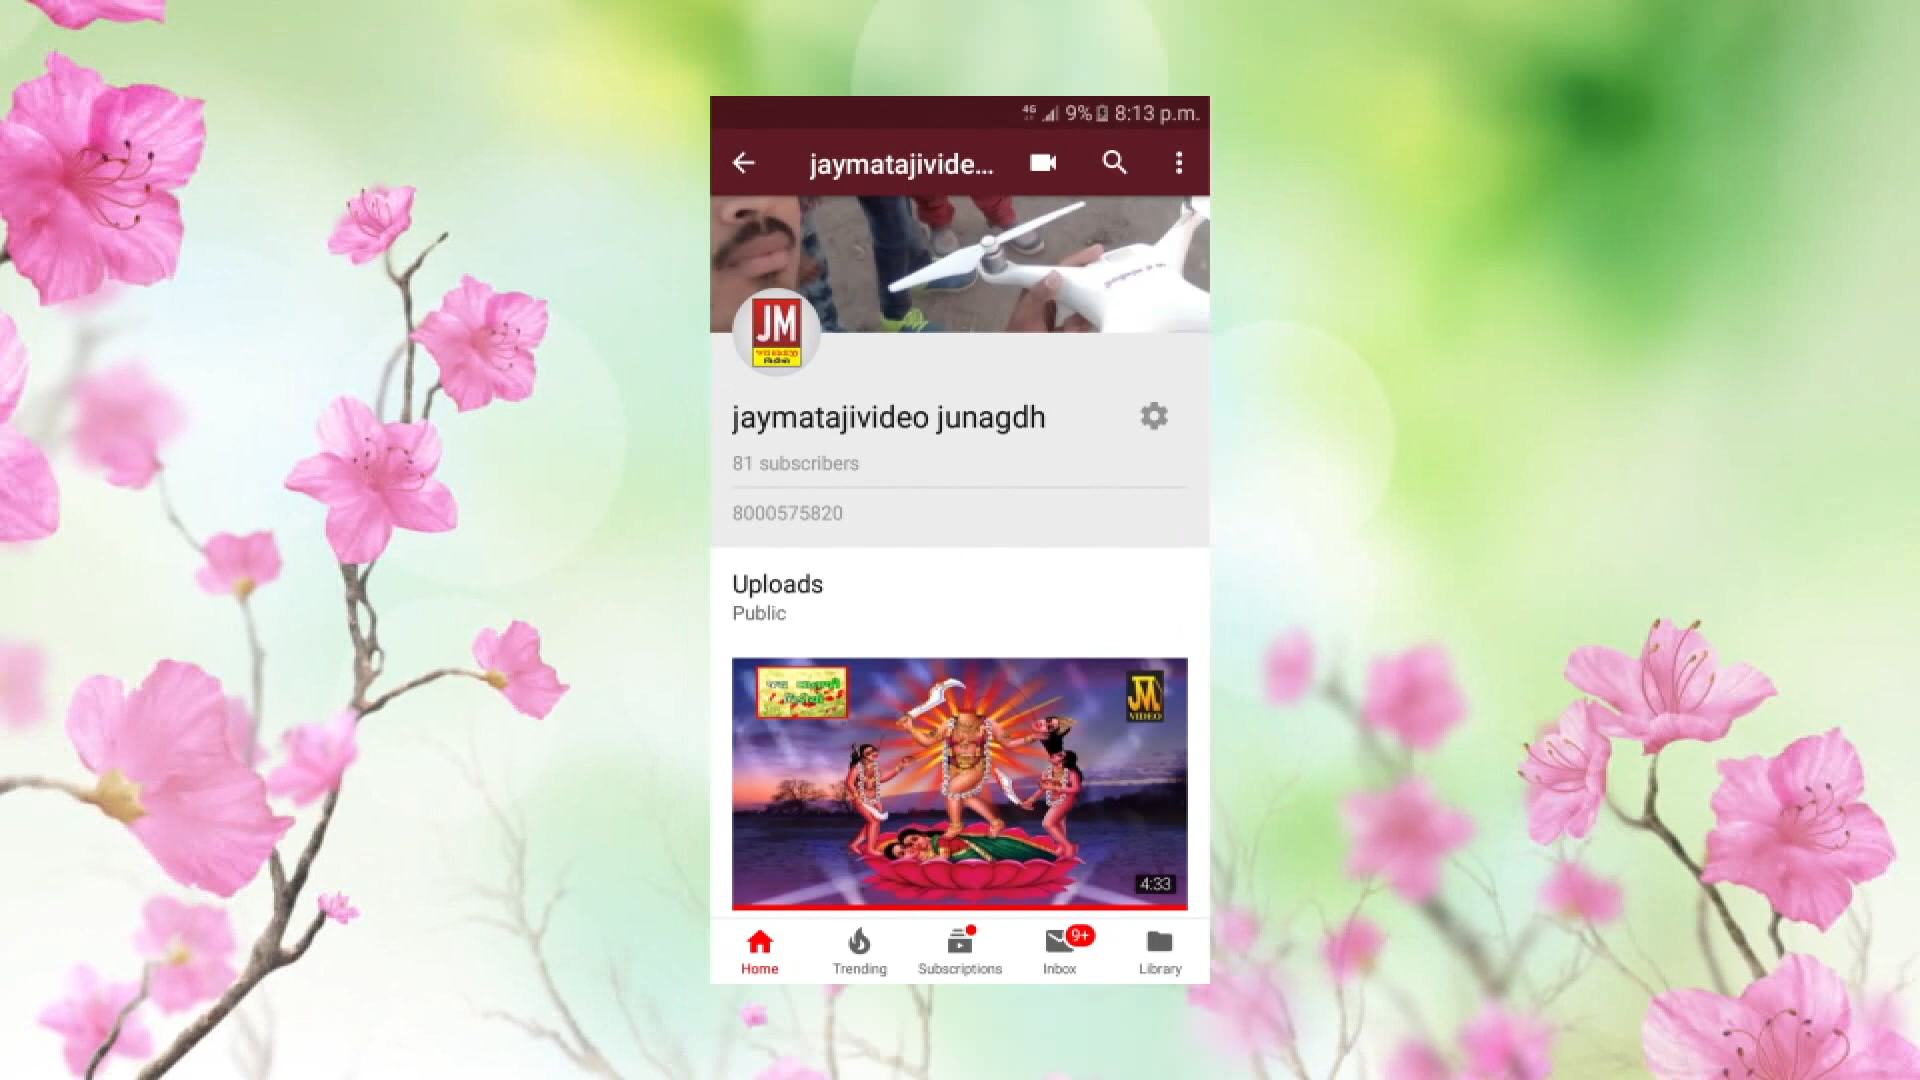 4G 9% 8:13 p.m.
jaymatajivide...
JM
jaymatajivideo junagdh
81 subscribers
8000575820
Uploads
Public
JM
VIDEO
4:33
9+
Home Trending Subscriptions Inbox Library